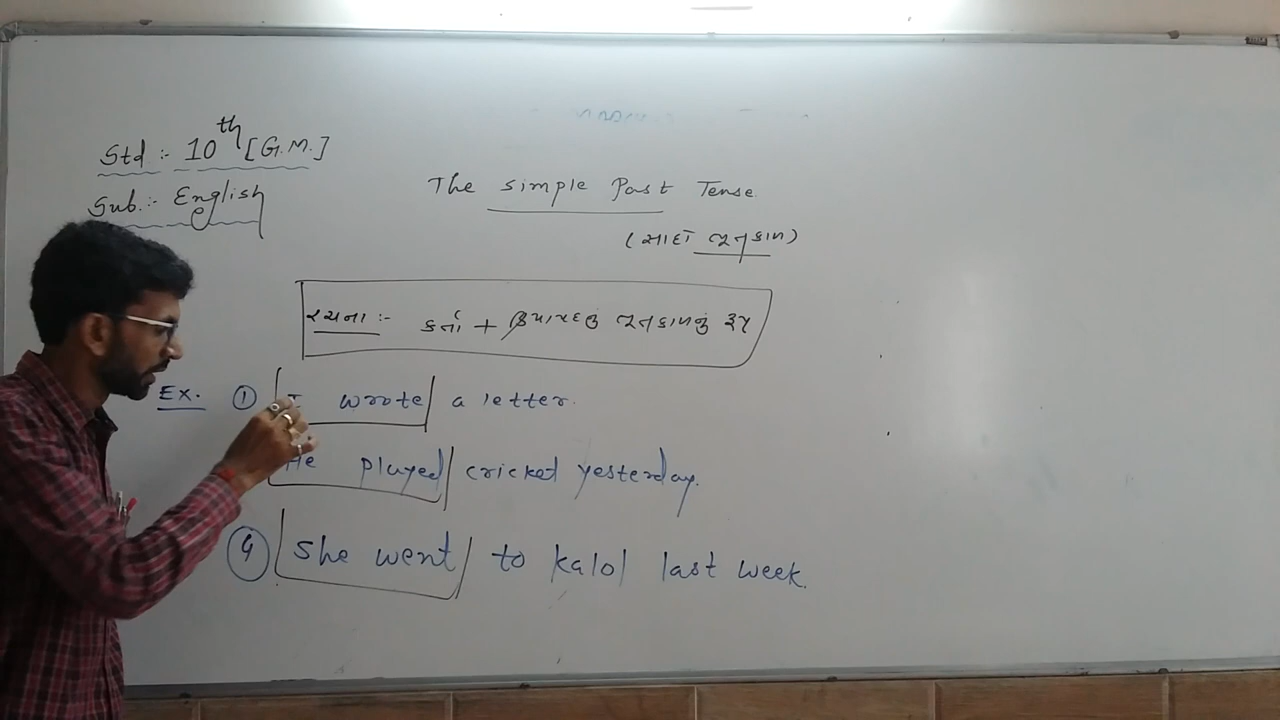 Std :- 10th [G.M.]
Sub. :- English
The simple Past Tense
(સાદો ભૂતકાળ)
રચના :- કર્તા + ક્રિયાપદનું ભૂતકાળનું રૂપ
Ex. ① I wrote a letter.
He played cricket yesterday.
She went to kalol last week.